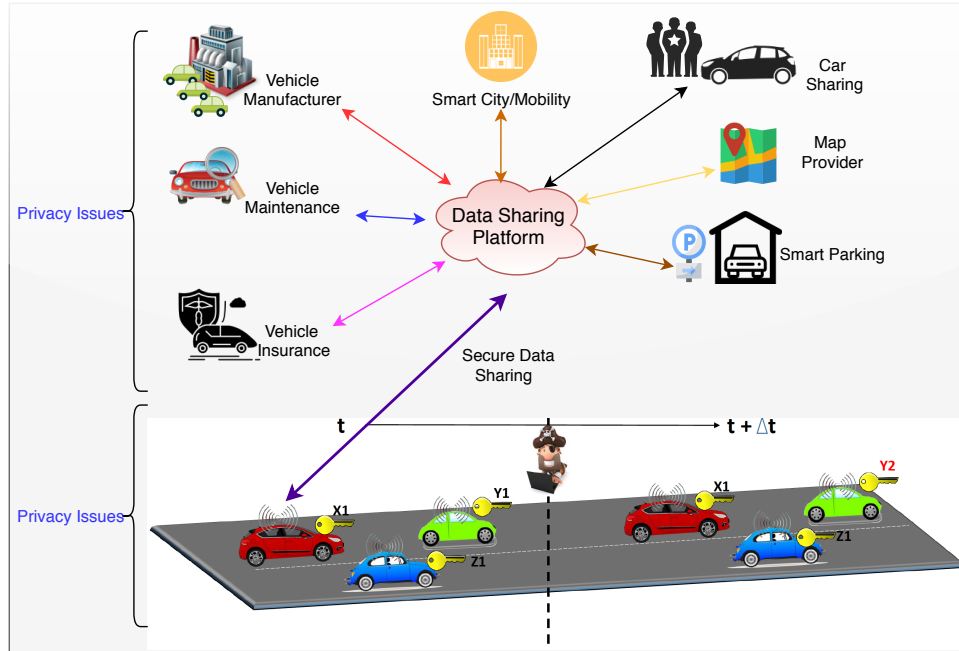 Vehicle
Manufacturer
Smart City/Mobility
Car
Sharing
Vehicle
Maintenance
Map
Provider
Privacy Issues
Data Sharing
Platform
P
Smart Parking
Vehicle
Insurance
Secure Data
Sharing
t
t + Δt
Privacy Issues
X1
Y1
Z1
X1
Y2
Z1